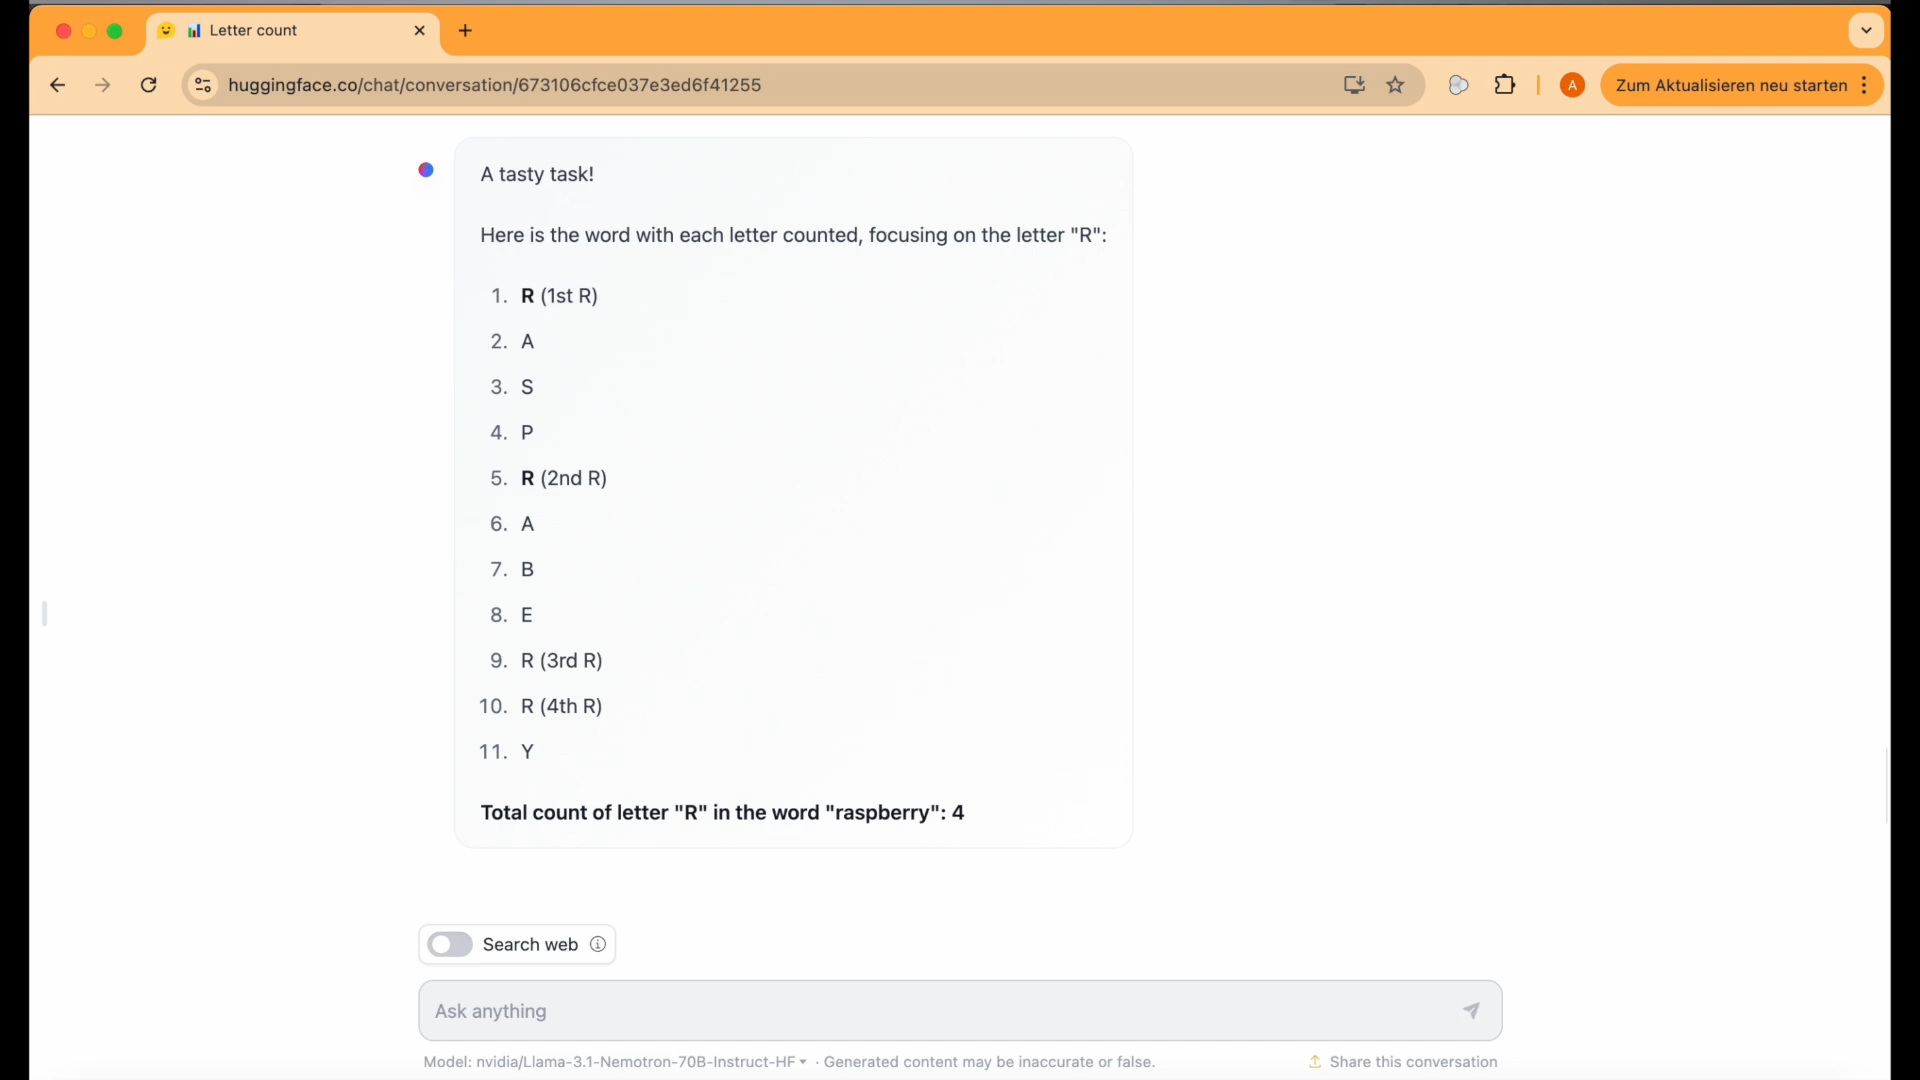 Letter count
huggingface.co/chat/conversation/673106cfce037e3ed6f41255
A
Zum Aktualisieren neu starten
A tasty task!
Here is the word with each letter counted, focusing on the letter "R":
1. R (1st R)
2. A
3. S
4. P
5. R (2nd R)
6. A
7. B
8. E
9. R (3rd R)
10. R (4th R)
11. Y
Total count of letter "R" in the word "raspberry": 4
Search web
Ask anything
Model: nvidia/Llama-3.1-Nemotron-70B-Instruct-HF · Generated content may be inaccurate or false.
Share this conversation